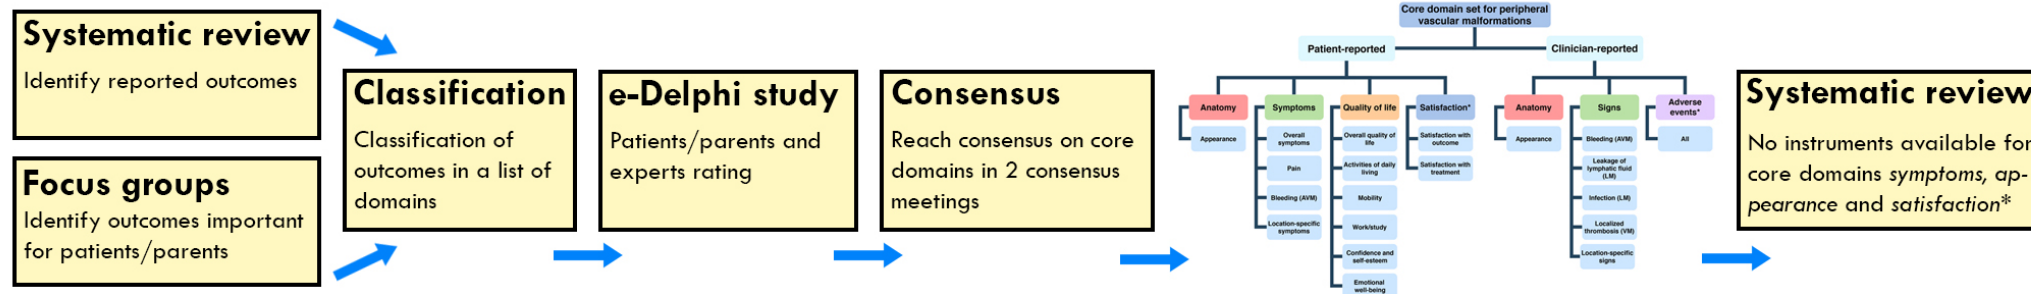 Systematic review
Identify reported outcomes
Focus groups
Identify outcomes important
for patients/parents
Classification
Classification of
outcomes in a list of
domains
e-Delphi study
Patients/parents and
experts rating
Consensus
Reach consensus on core
domains in 2 consensus
meetings
Core domain set for peripheral
vascular malformations
Patient-reported
Clinician-reported
Anatomy
Appearance
Symptoms
Overall
symptoms
Pain
Bleeding (AVM)
Location-specific
symptoms
Quality of life
Overall quality of
life
Activities of daily
living
Mobility
Work/study
Confidence and
self-esteem
Emotional
well-being
Satisfaction*
Satisfaction with
outcome
Satisfaction with
treatment
Anatomy
Appearance
Signs
Bleeding (AVM)
Leakage of
lymphatic fluid
(LM)
Infection (LM)
Localized
thrombosis (VM)
Location-specific
signs
Adverse
events*
All
Systematic review
No instruments available for
core domains symptoms, ap-
pearance and satisfaction*